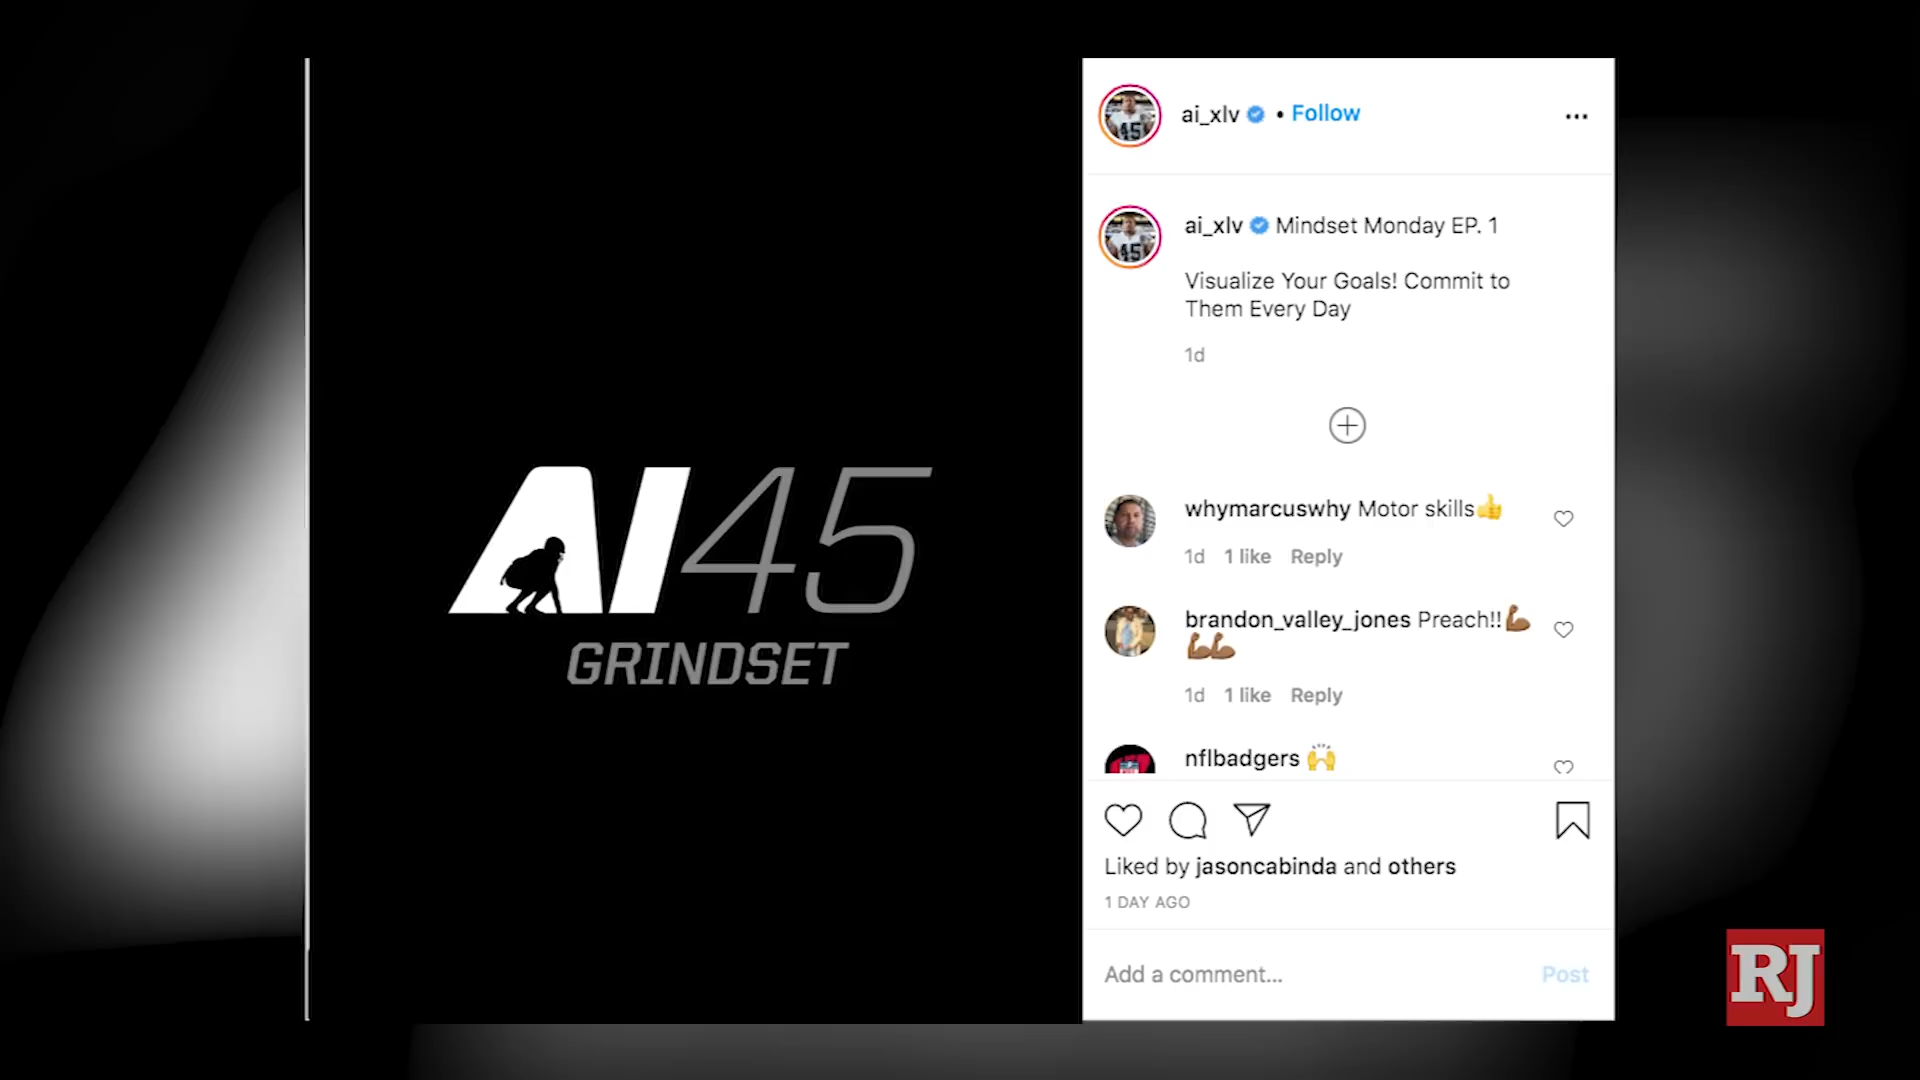 ai_xlv • Follow
ai_xlv Mindset Monday EP. 1
Visualize Your Goals! Commit to
Them Every Day
1d
AI45
GRINDSET
whymarcuswhy Motor skills👍
1d 1 like Reply
brandon_valley_jones Preach!!💪🏾
💪🏾💪🏾
1d 1 like Reply
nflbadgers 🙌
Liked by jasoncabinda and others
1 DAY AGO
Add a comment... Post
RJ